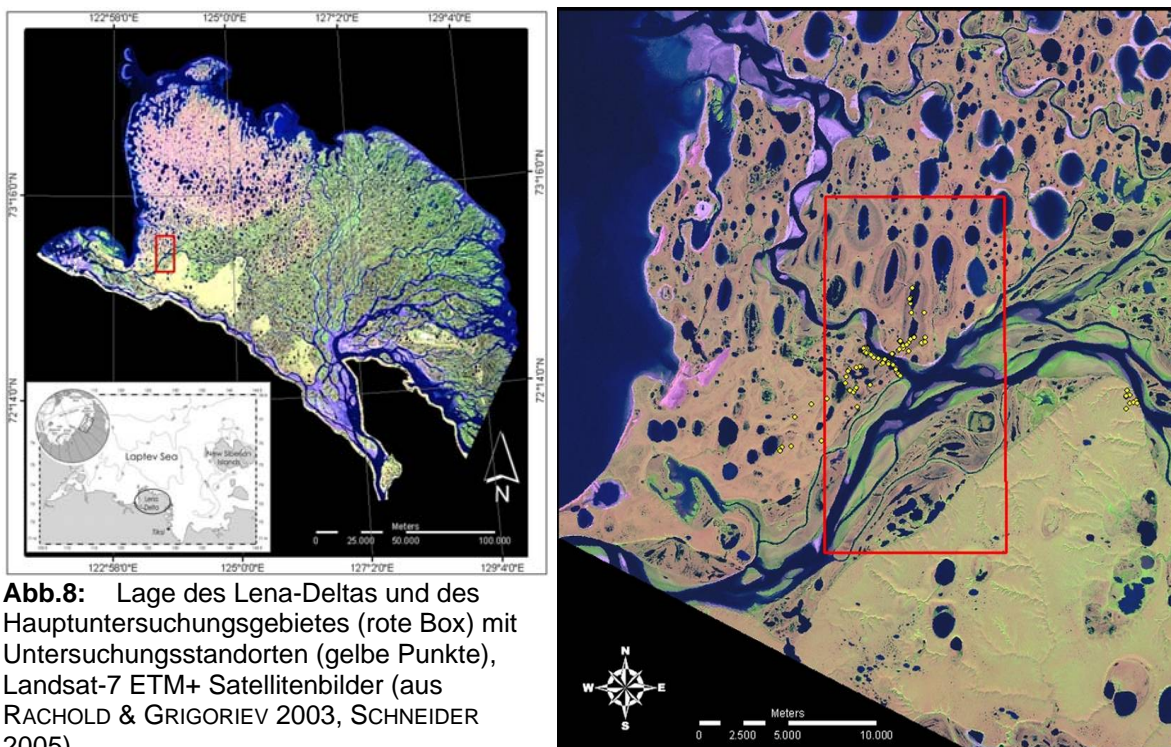 122°58'0"E 125°0'0"E 127°2'0"E 129°4'0"E
73°16'0"N
73°16'0"N
72°14'0"N
72°14'0"N
Laptev Sea
New Siberian
Islands
Lena
Delta
Tiksi
N
Meters
0 25.000 50.000 100.000
122°58'0"E 125°0'0"E 127°2'0"E 129°4'0"E
Abb.8: Lage des Lena-Deltas und des
Hauptuntersuchungsgebietes (rote Box) mit
Untersuchungsstandorten (gelbe Punkte),
Landsat-7 ETM+ Satellitenbilder (aus
RACHOLD & GRIGORIEV 2003, SCHNEIDER
2005)
N
W E
S
Meters
0 2.500 5.000 10.000